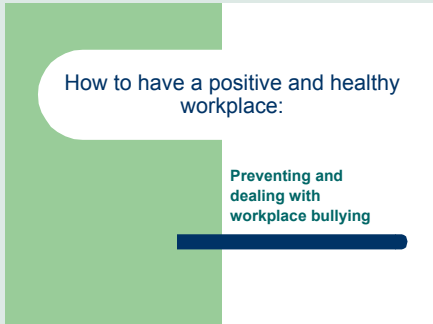 How to have a positive and healthy
workplace:
Preventing and
dealing with
workplace bullying